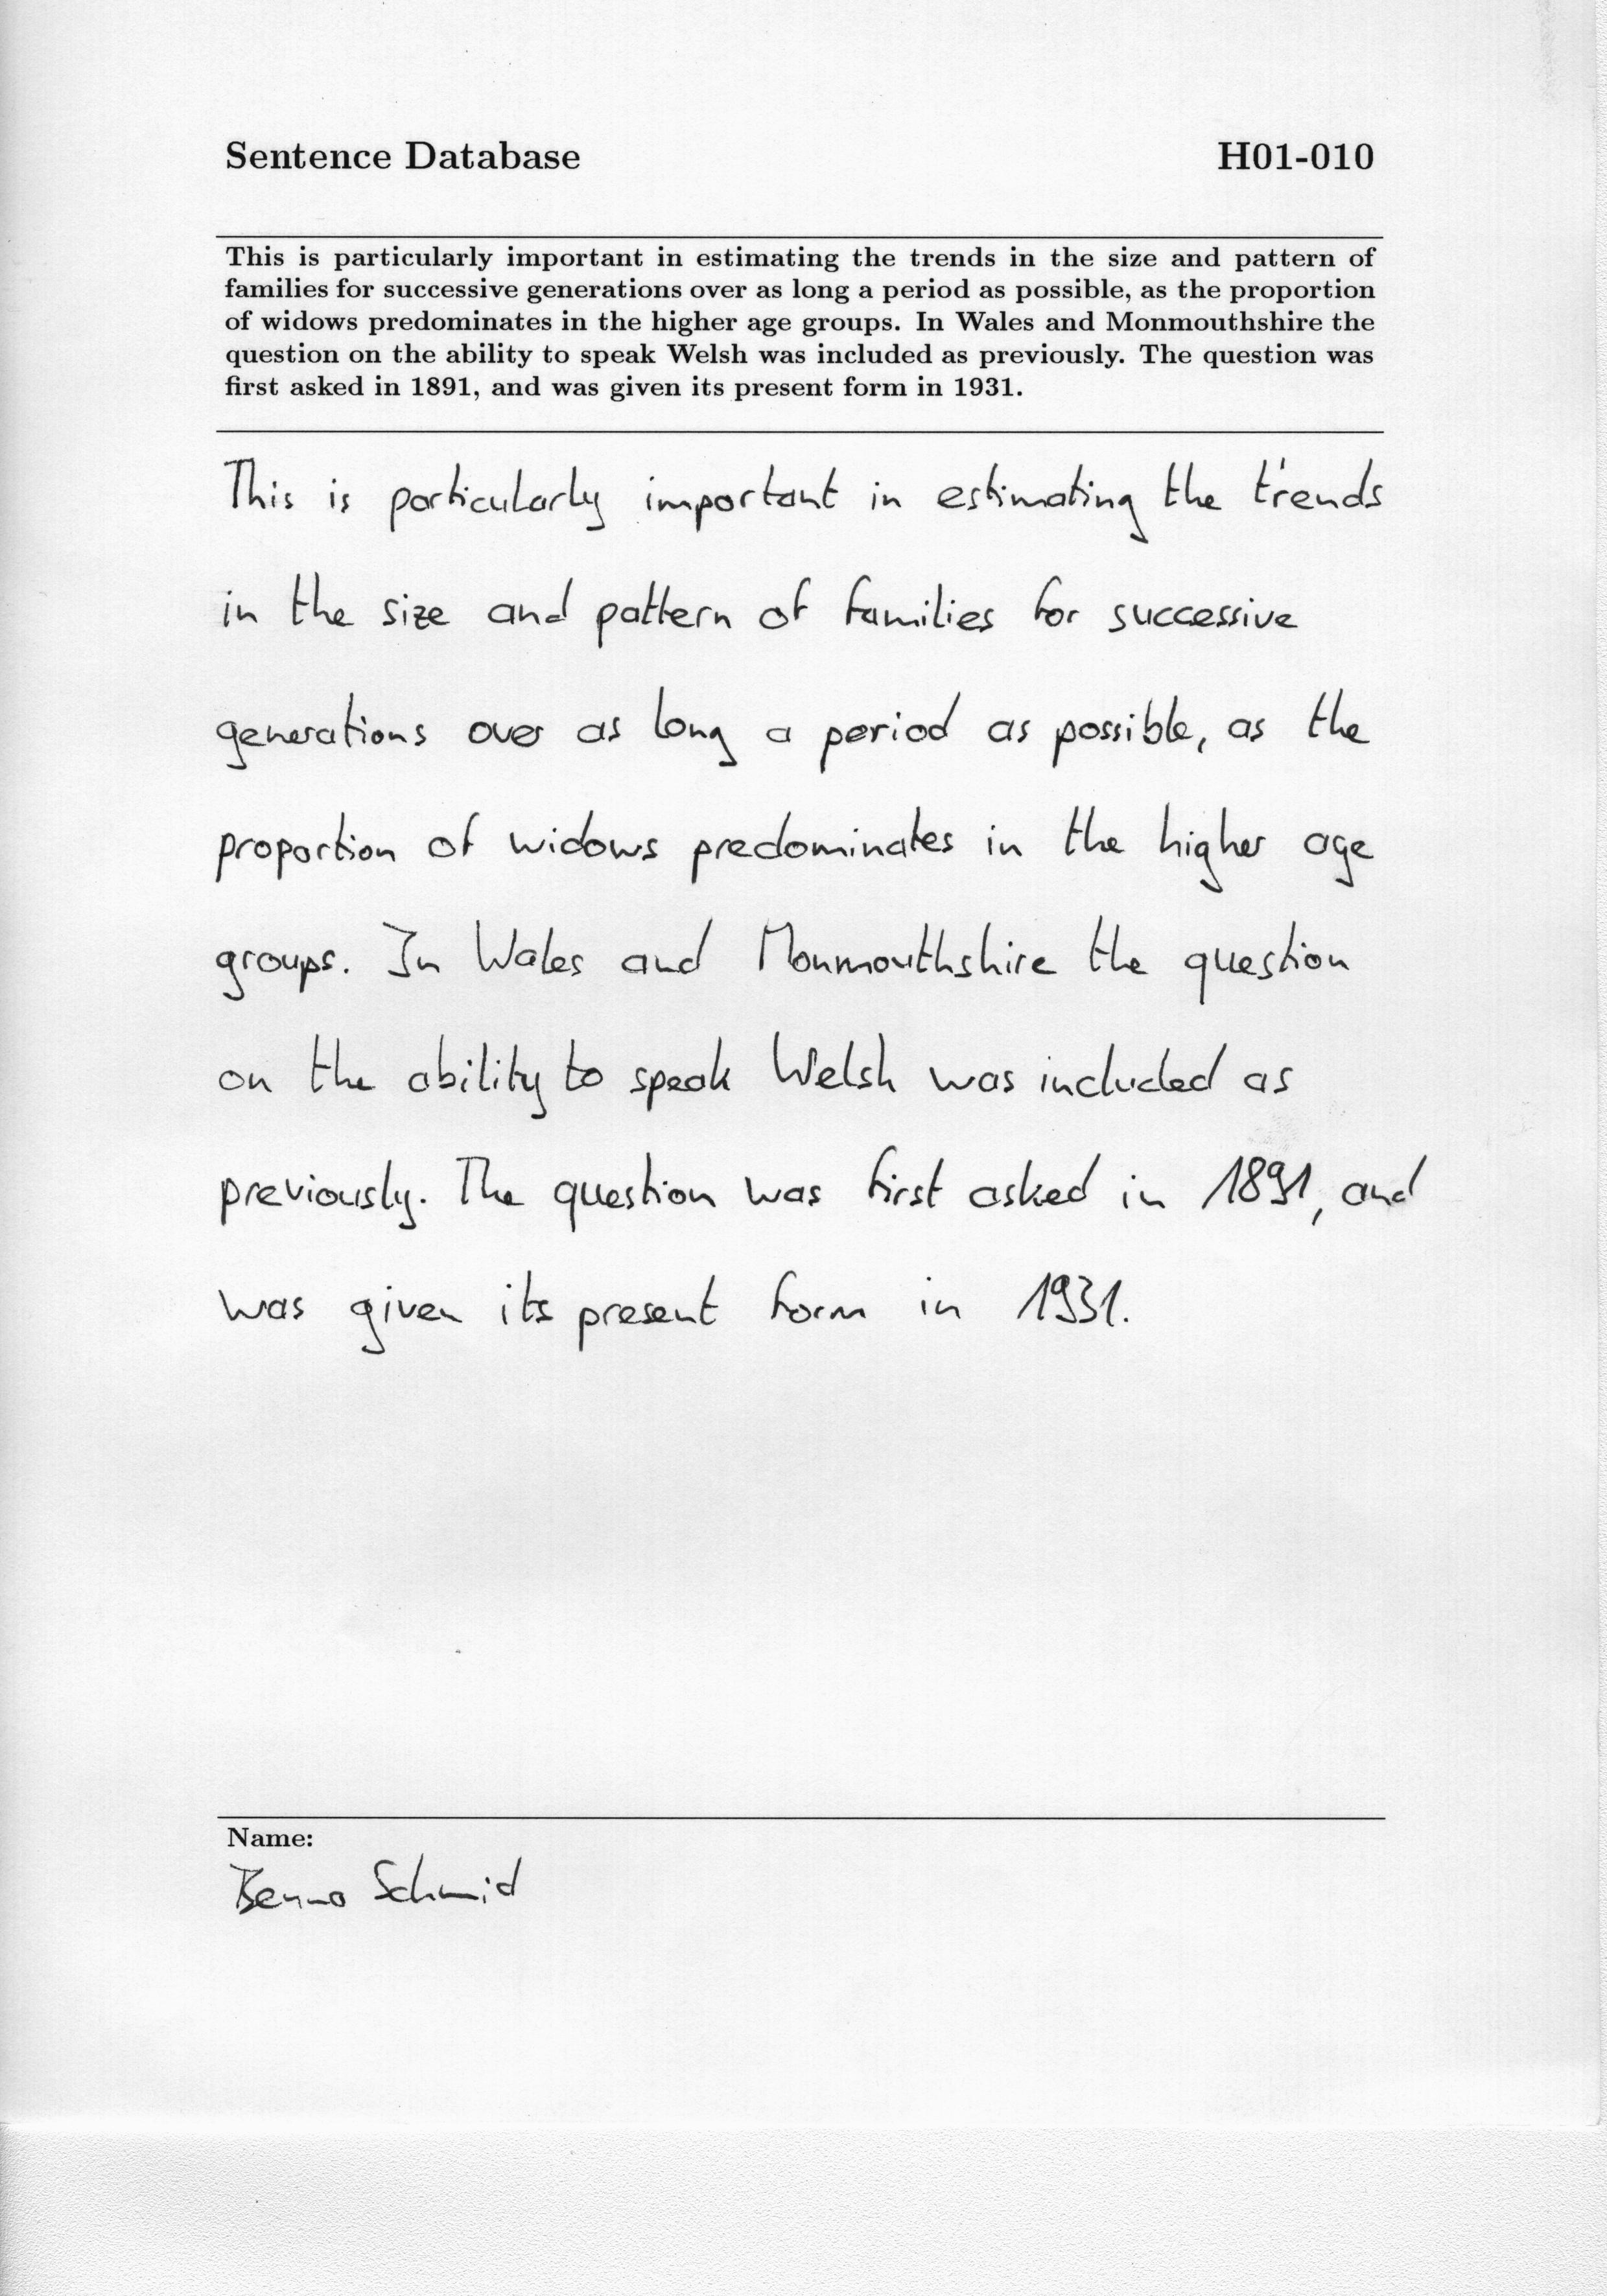 Sentence Database H01-010
This is particularly important in estimating the trends in the size and pattern of
families for successive generations over as long a period as possible, as the proportion
of widows predominates in the higher age groups. In Wales and Monmouthshire the
question on the ability to speak Welsh was included as previously. The question was
first asked in 1891, and was given its present form in 1931.
This is particularly important in estimating the trends
in the size and pattern of families for successive
generations over as long a period as possible, as the
proportion of widows predominates in the higher age
groups. In Wales and Monmouthshire the question
on the ability to speak Welsh was included as
previously. The question was first asked in 1891, and
was given its present form in 1931.
Name:
Benno Schmid